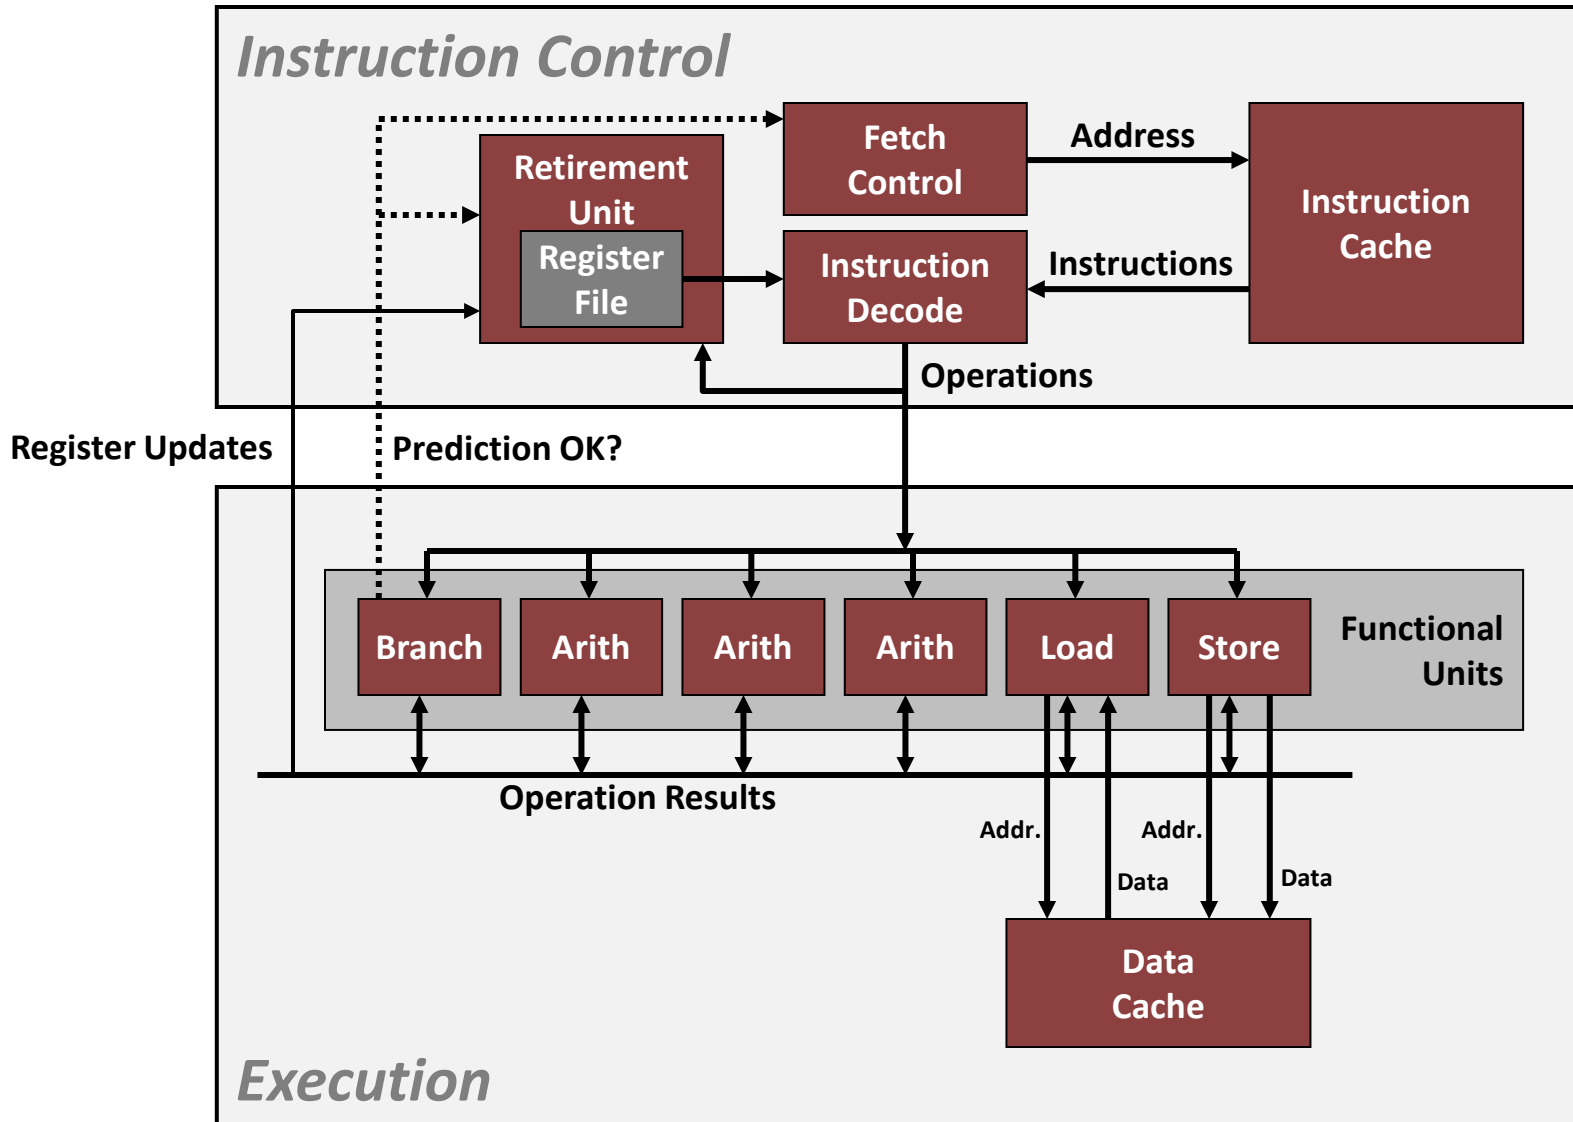 Instruction Control
Fetch
Control
Address
Instruction
Cache
Retirement
Unit
Register
File
Instruction
Decode
Instructions
Operations
Register Updates
Prediction OK?
Branch
Arith
Arith
Arith
Load
Store
Functional
Units
Operation Results
Addr.
Addr.
Data
Data
Data
Cache
Execution